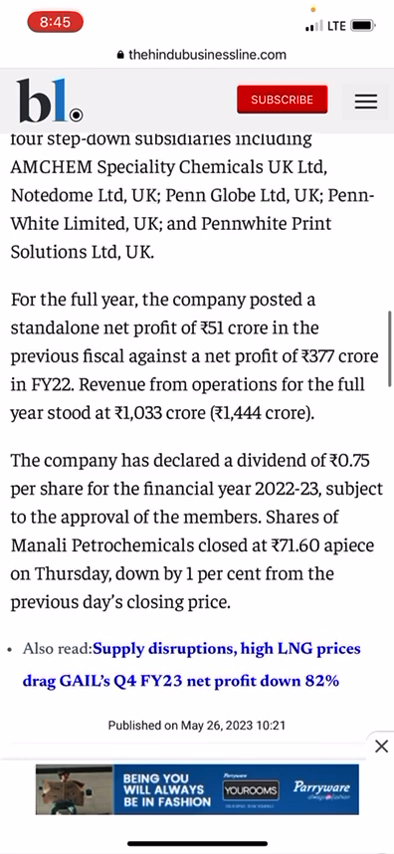 8:45
LTE
thehindubusinessline.com
bl.
SUBSCRIBE
four step-down subsidiaries including
AMCHEM Speciality Chemicals UK Ltd,
Notedome Ltd, UK; Penn Globe Ltd, UK; Penn-
White Limited, UK; and Pennwhite Print
Solutions Ltd, UK.
For the full year, the company posted a
standalone net profit of ₹51 crore in the
previous fiscal against a net profit of ₹377 crore
in FY22. Revenue from operations for the full
year stood at ₹1,033 crore (₹1,444 crore).
The company has declared a dividend of ₹0.75
per share for the financial year 2022-23, subject
to the approval of the members. Shares of
Manali Petrochemicals closed at ₹71.60 apiece
on Thursday, down by 1 per cent from the
previous day's closing price.
• Also read:Supply disruptions, high LNG prices
drag GAIL's Q4 FY23 net profit down 82%
Published on May 26, 2023 10:21
BEING YOU
WILL ALWAYS
BE IN FASHION
Parryware
YOUROOMS
Parryware